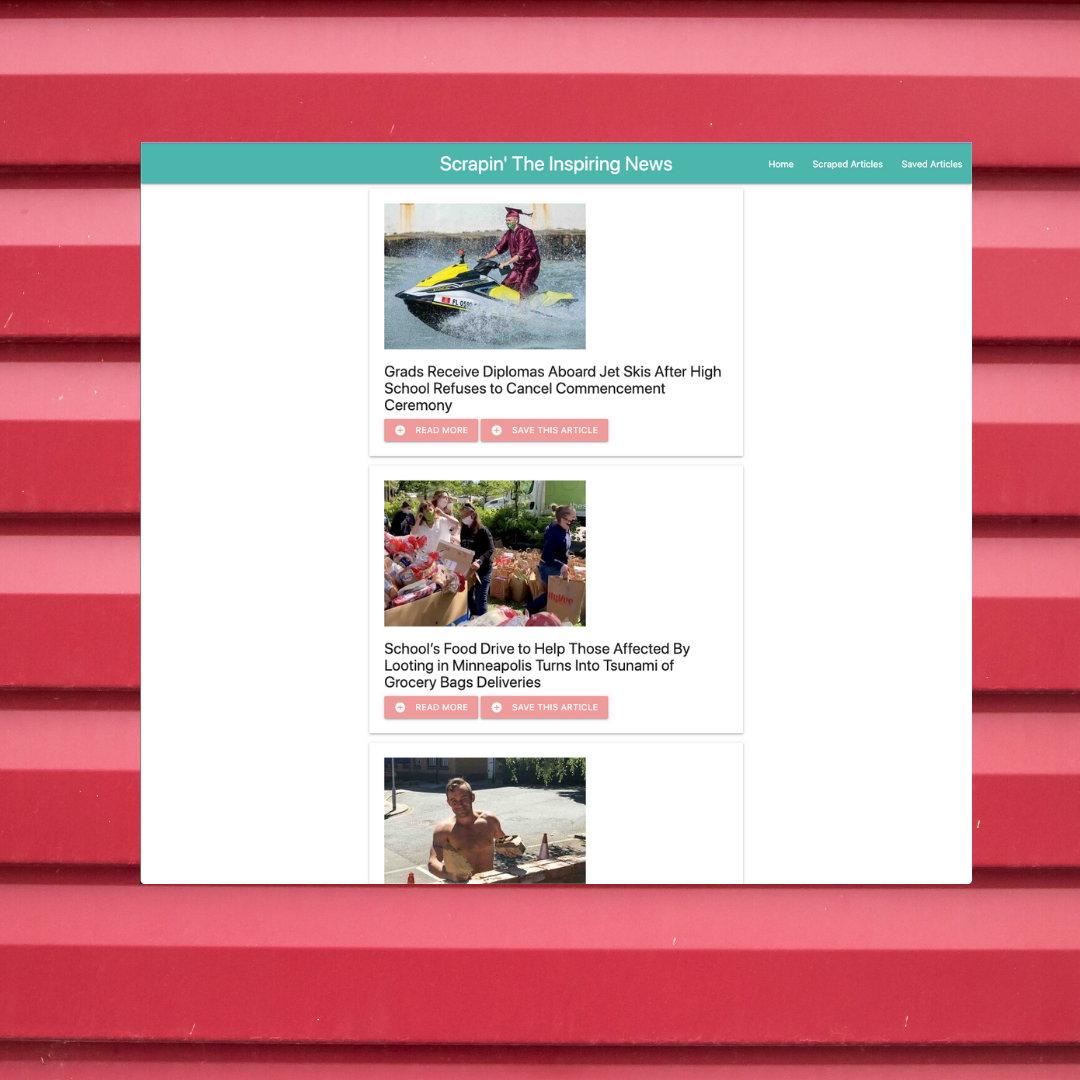 Scrapin' The Inspiring News
Home Scraped Articles Saved Articles
Grads Receive Diplomas Aboard Jet Skis After High
School Refuses to Cancel Commencement
Ceremony
READ MORE SAVE THIS ARTICLE
HyVee
School’s Food Drive to Help Those Affected By
Looting in Minneapolis Turns Into Tsunami of
Grocery Bags Deliveries
READ MORE SAVE THIS ARTICLE